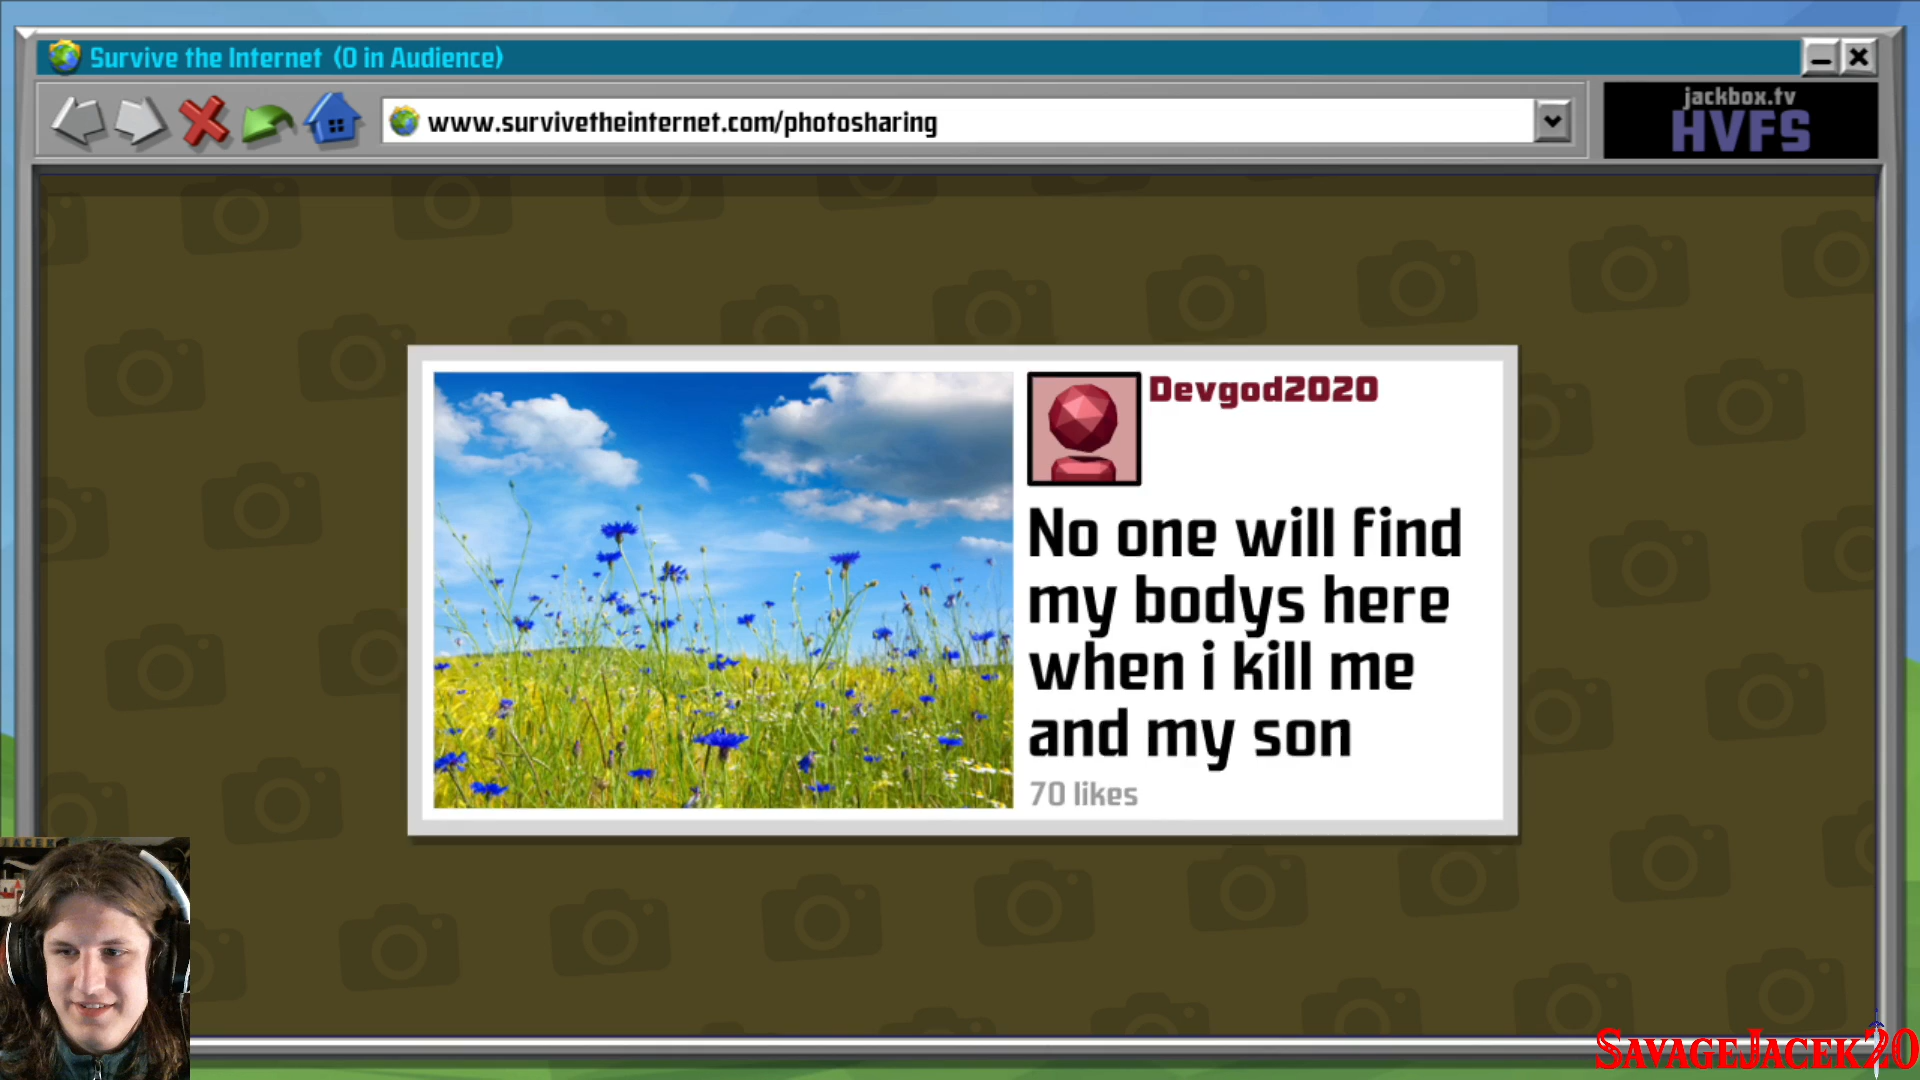 Survive the Internet (0 in Audience)
www.survivetheinternet.com/photosharing
jackbox.tv
HVFS
Devgod2020
No one will find
my bodys here
when i kill me
and my son
70 likes
JACEK
SavageJacek20